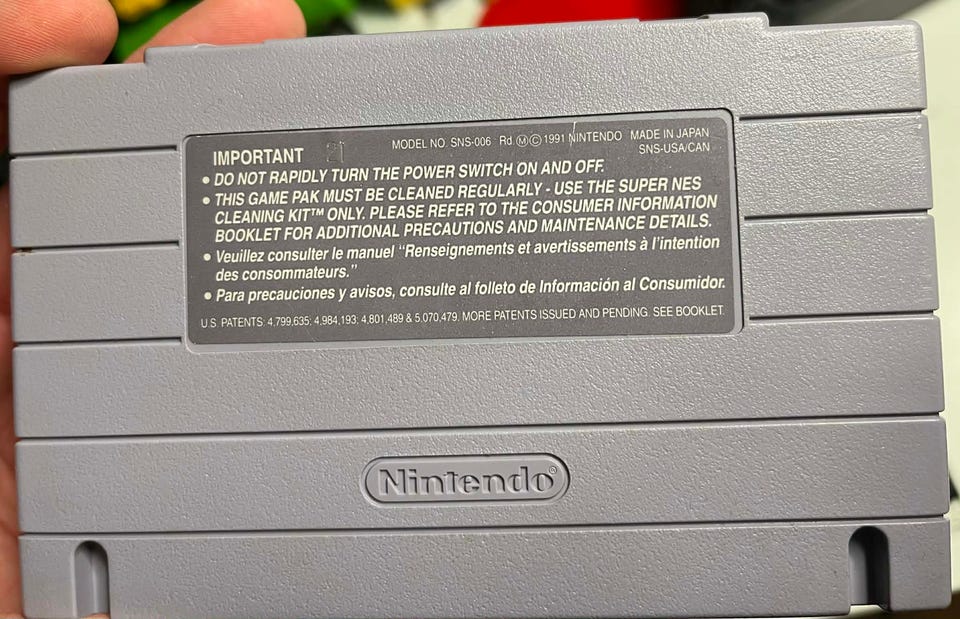 IMPORTANT 21
MODEL NO. SNS-006 Rd. ⓂⒸ 1991 NINTENDO MADE IN JAPAN
SNS-USA/CAN
• DO NOT RAPIDLY TURN THE POWER SWITCH ON AND OFF.
• THIS GAME PAK MUST BE CLEANED REGULARLY - USE THE SUPER NES
CLEANING KIT™ ONLY. PLEASE REFER TO THE CONSUMER INFORMATION
BOOKLET FOR ADDITIONAL PRECAUTIONS AND MAINTENANCE DETAILS.
• Veuillez consulter le manuel “Renseignements et avertissements à l’intention
des consommateurs.”
• Para precauciones y avisos, consulte al folleto de Información al Consumidor.
U.S. PATENTS: 4,799,635; 4,984,193; 4,801,489 & 5,070,479. MORE PATENTS ISSUED AND PENDING. SEE BOOKLET.
Nintendo®